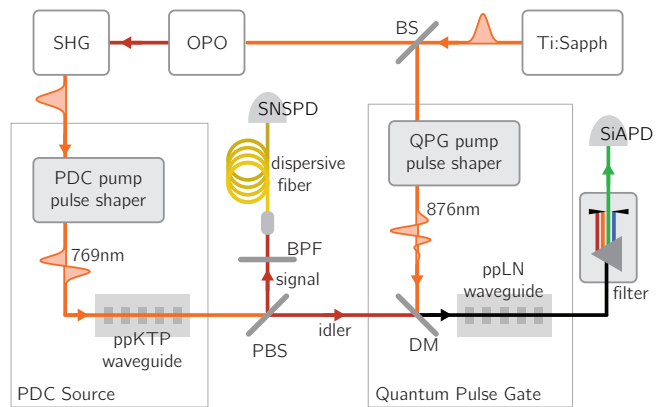 SHG
OPO
BS
Ti:Sapph
SNSPD
SiAPD
PDC pump
pulse shaper
dispersive
fiber
QPG pump
pulse shaper
769nm
876nm
BPF
signal
ppLN
waveguide
filter
ppKTP
waveguide
PBS
idler
DM
PDC Source
Quantum Pulse Gate